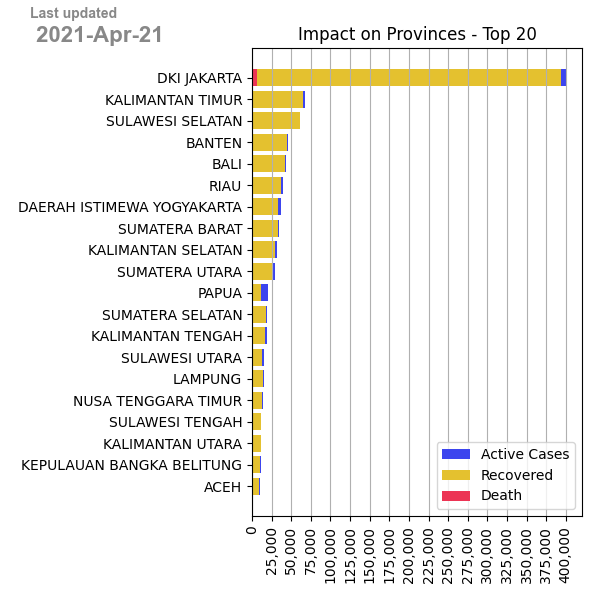 Last updated
2021-Apr-21
Impact on Provinces - Top 20
DKI JAKARTA
KALIMANTAN TIMUR
SULAWESI SELATAN
BANTEN
BALI
RIAU
DAERAH ISTIMEWA YOGYAKARTA
SUMATERA BARAT
KALIMANTAN SELATAN
SUMATERA UTARA
PAPUA
SUMATERA SELATAN
KALIMANTAN TENGAH
SULAWESI UTARA
LAMPUNG
NUSA TENGGARA TIMUR
SULAWESI TENGAH
KALIMANTAN UTARA
KEPULAUAN BANGKA BELITUNG
ACEH
Active Cases
Recovered
Death
0
25,000
50,000
75,000
100,000
125,000
150,000
175,000
200,000
225,000
250,000
275,000
300,000
325,000
350,000
375,000
400,000